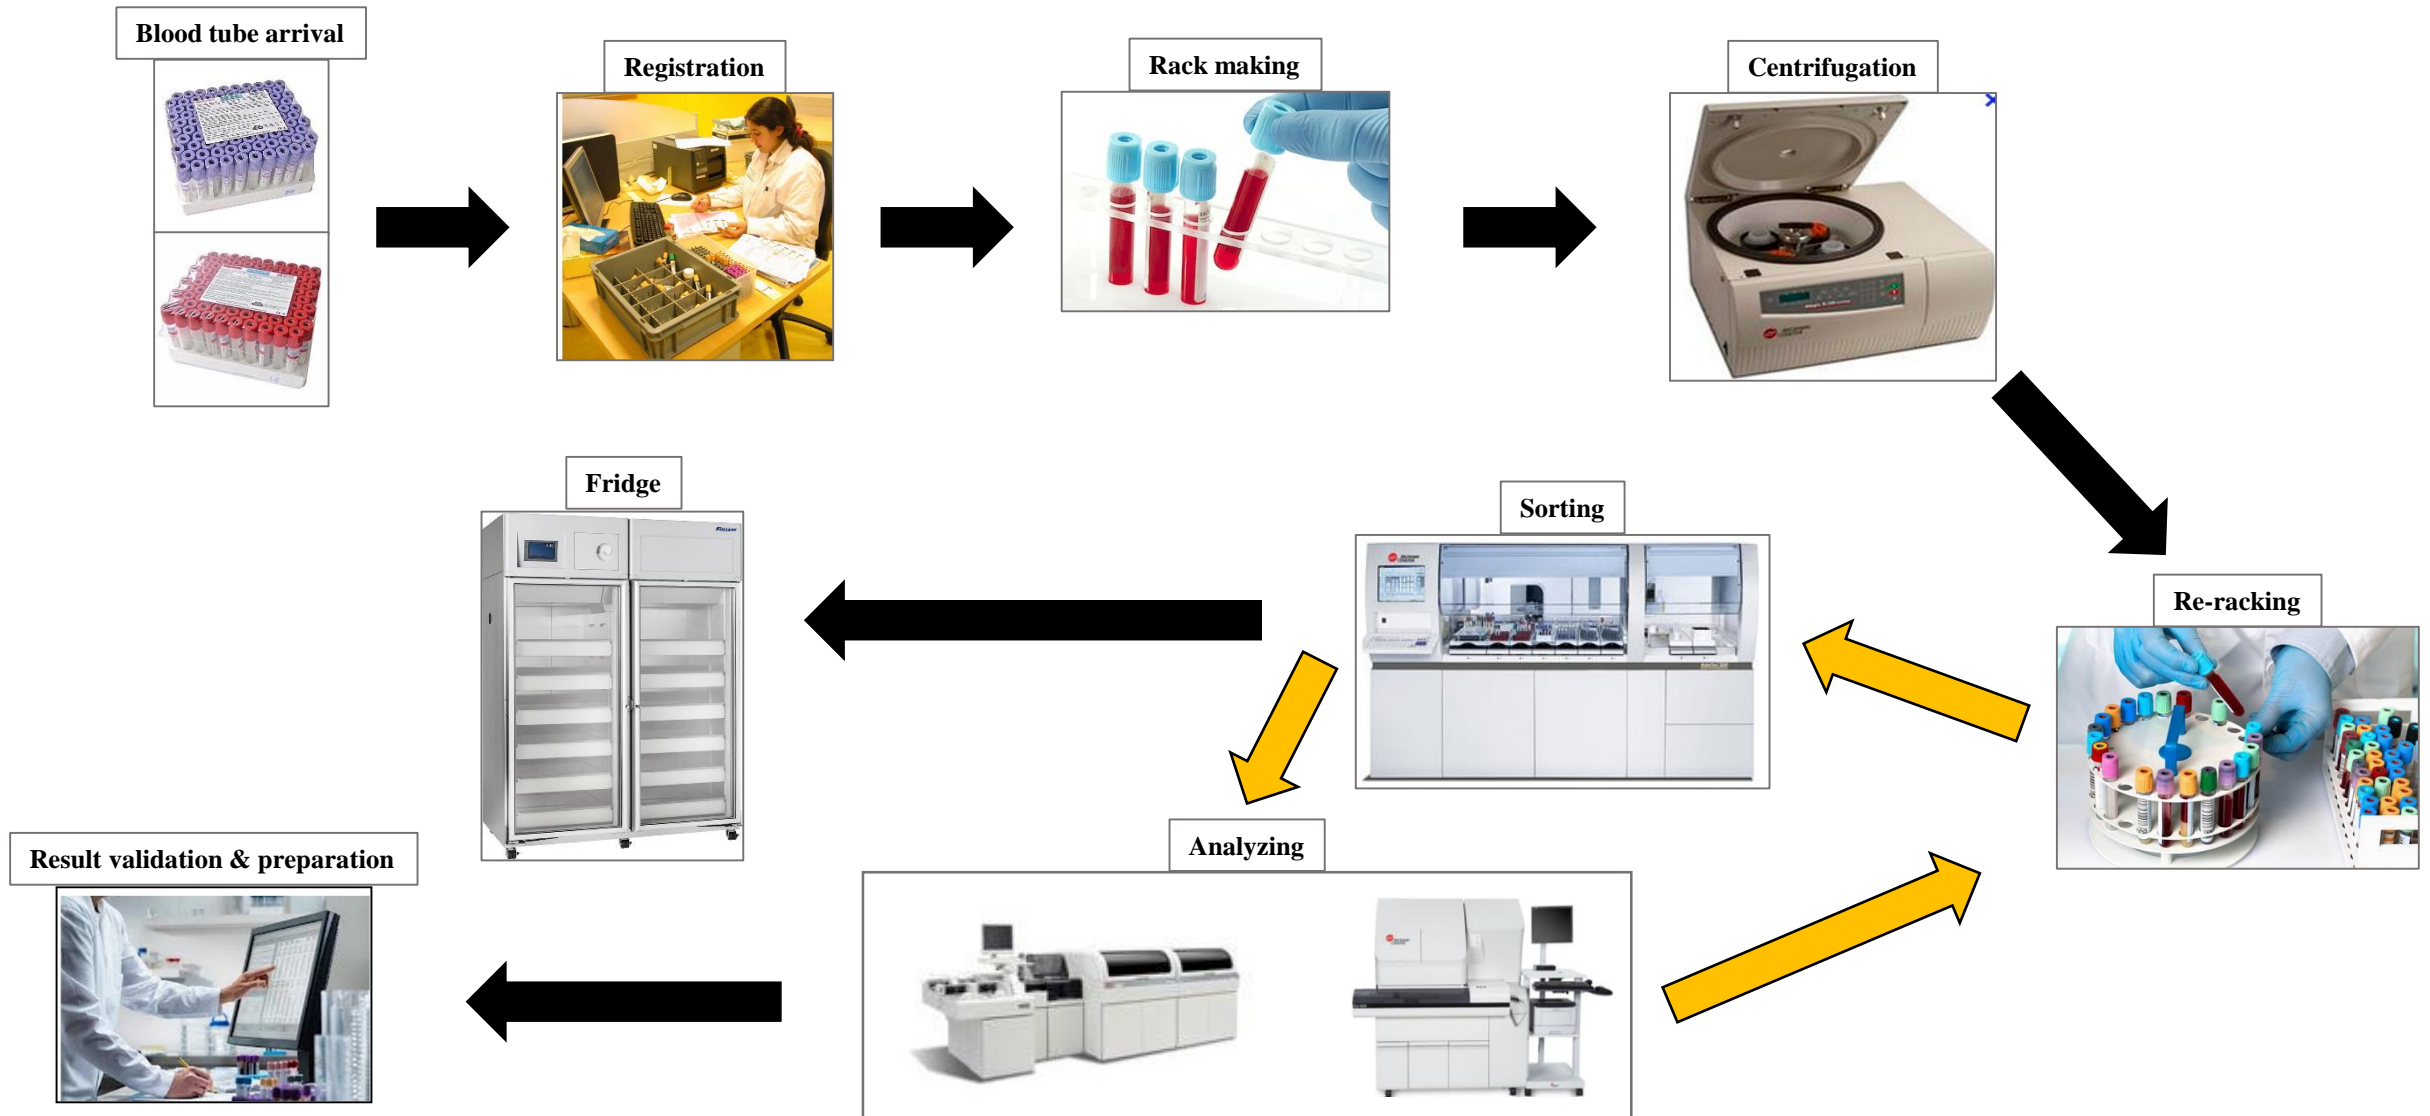 Blood tube arrival
Registration
Rack making
Centrifugation
Fridge
Sorting
Re-racking
Analyzing
Result validation & preparation